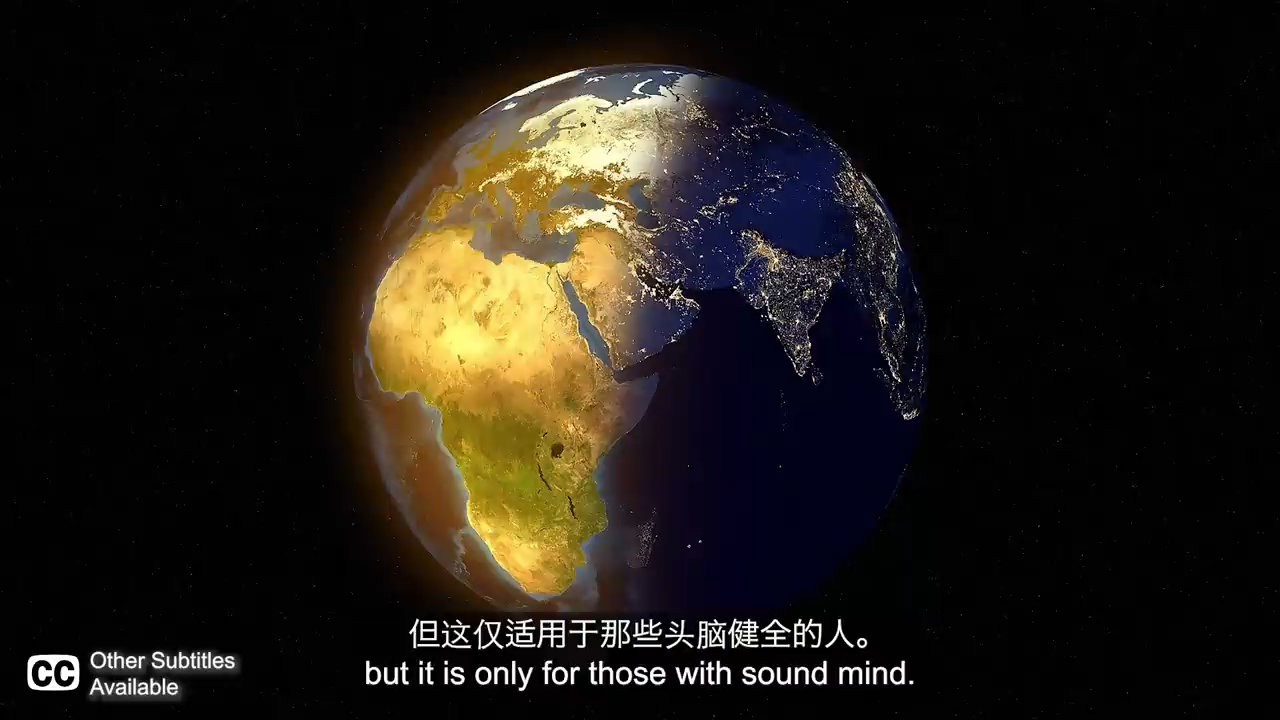 但这仅适用于那些头脑健全的人。
but it is only for those with sound mind.
CC Other Subtitles
Available